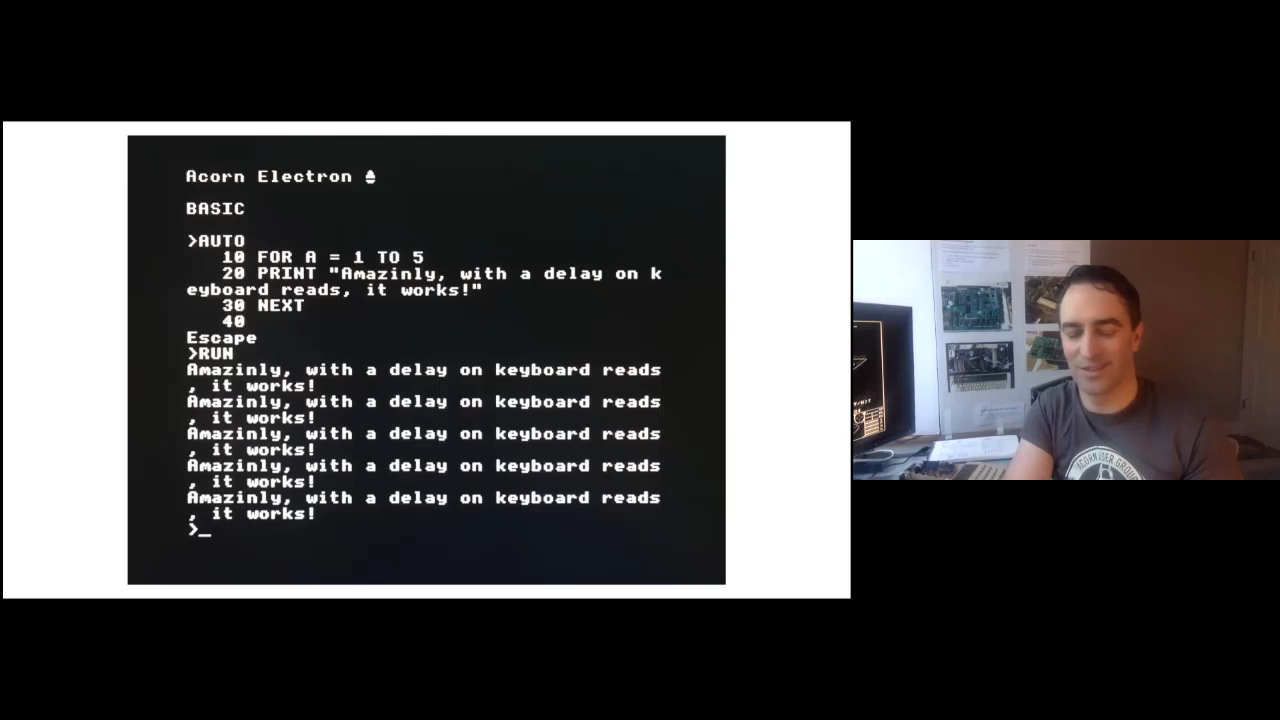 Acorn Electron
BASIC
>AUTO
10 FOR A = 1 TO 5
20 PRINT "Amazinly, with a delay on k
eyboard reads, it works!"
30 NEXT
40
Escape
>RUN
Amazinly, with a delay on keyboard reads
, it works!
Amazinly, with a delay on keyboard reads
, it works!
Amazinly, with a delay on keyboard reads
, it works!
Amazinly, with a delay on keyboard reads
, it works!
Amazinly, with a delay on keyboard reads
, it works!
>_
ACORN USER GROUP